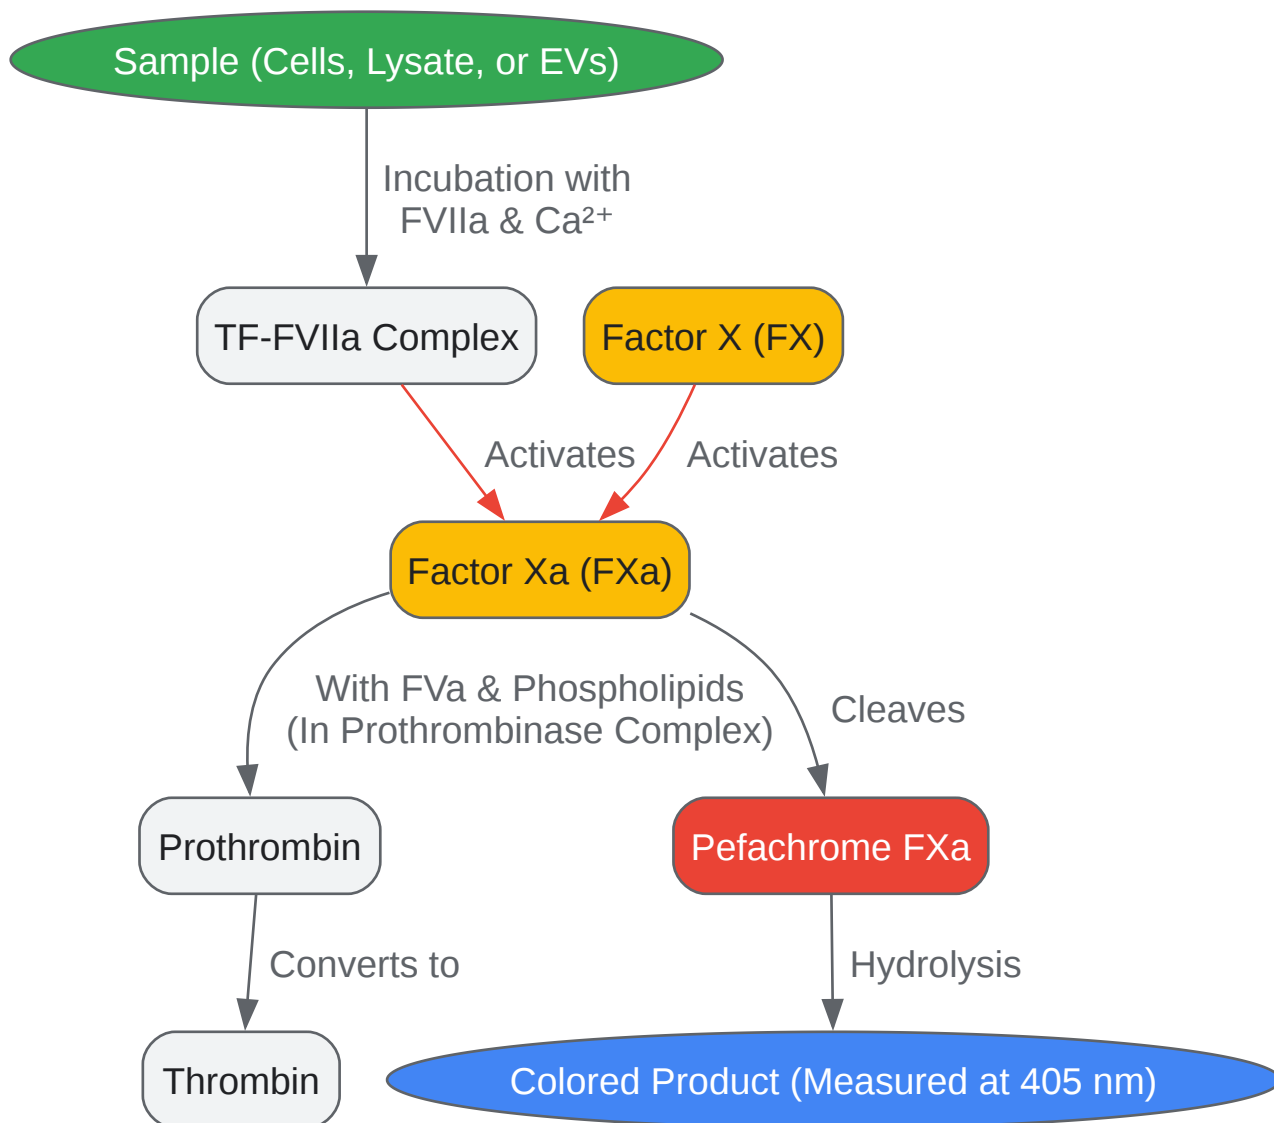 Sample (Cells, Lysate, or EVs)
Incubation with
FVIIa & Ca²⁺
TF-FVIIa Complex
Factor X (FX)
Activates
Activates
Factor Xa (FXa)
With FVa & Phospholipids
(In Prothrombinase Complex)
Cleaves
Prothrombin
Pefachrome FXa
Converts to
Hydrolysis
Thrombin
Colored Product (Measured at 405 nm)